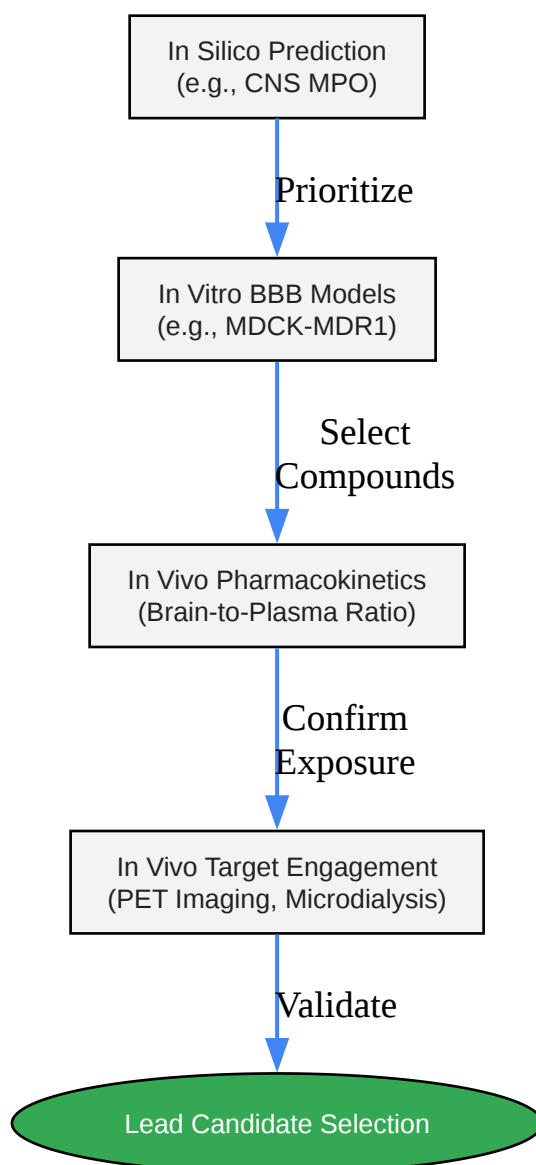 In Silico Prediction
(e.g., CNS MPO)
Prioritize
In Vitro BBB Models
(e.g., MDCK-MDR1)
Select
Compounds
In Vivo Pharmacokinetics
(Brain-to-Plasma Ratio)
Confirm
Exposure
In Vivo Target Engagement
(PET Imaging, Microdialysis)
Validate
Lead Candidate Selection